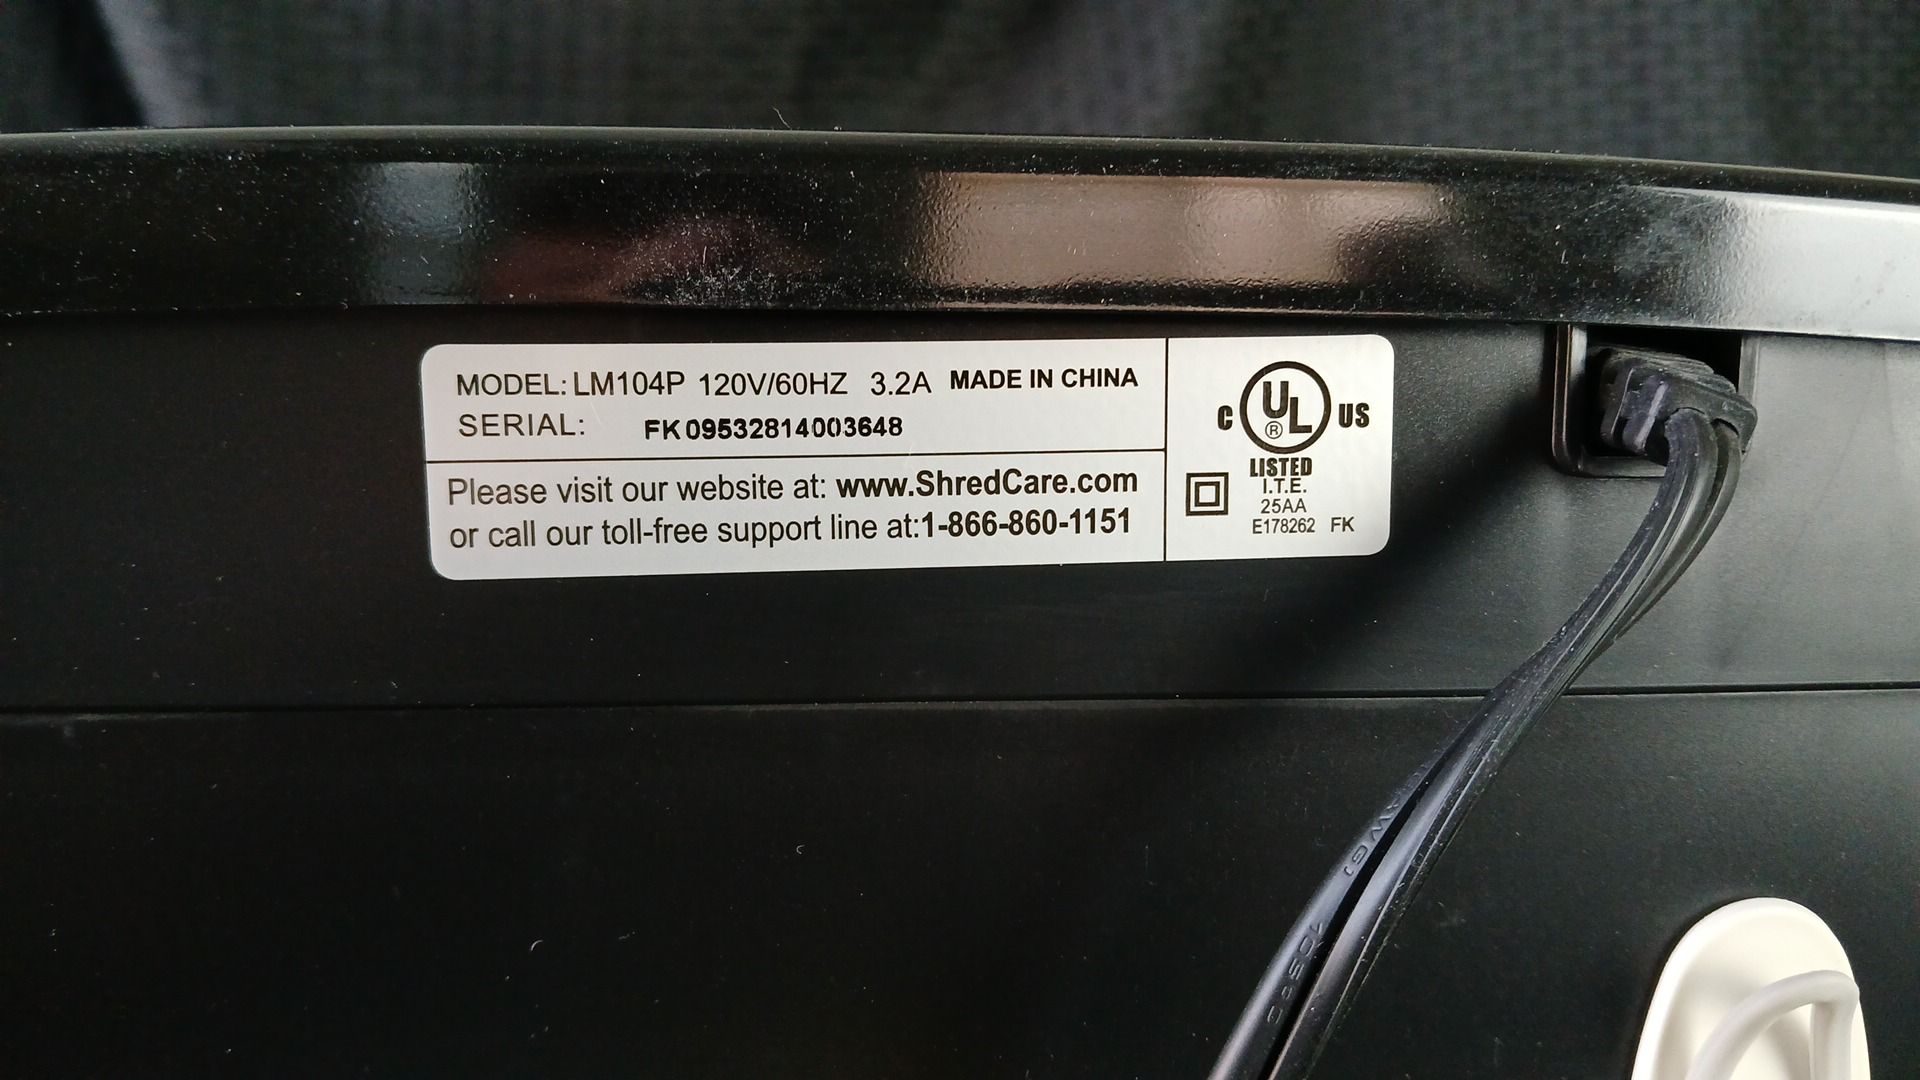 MODEL: LM104P 120V/60HZ 3.2A MADE IN CHINA
SERIAL: FK09532814003648
Please visit our website at: www.ShredCare.com
or call our toll-free support line at:1-866-860-1151
C UL® US
LISTED
I.T.E.
25AA
E178262 FK